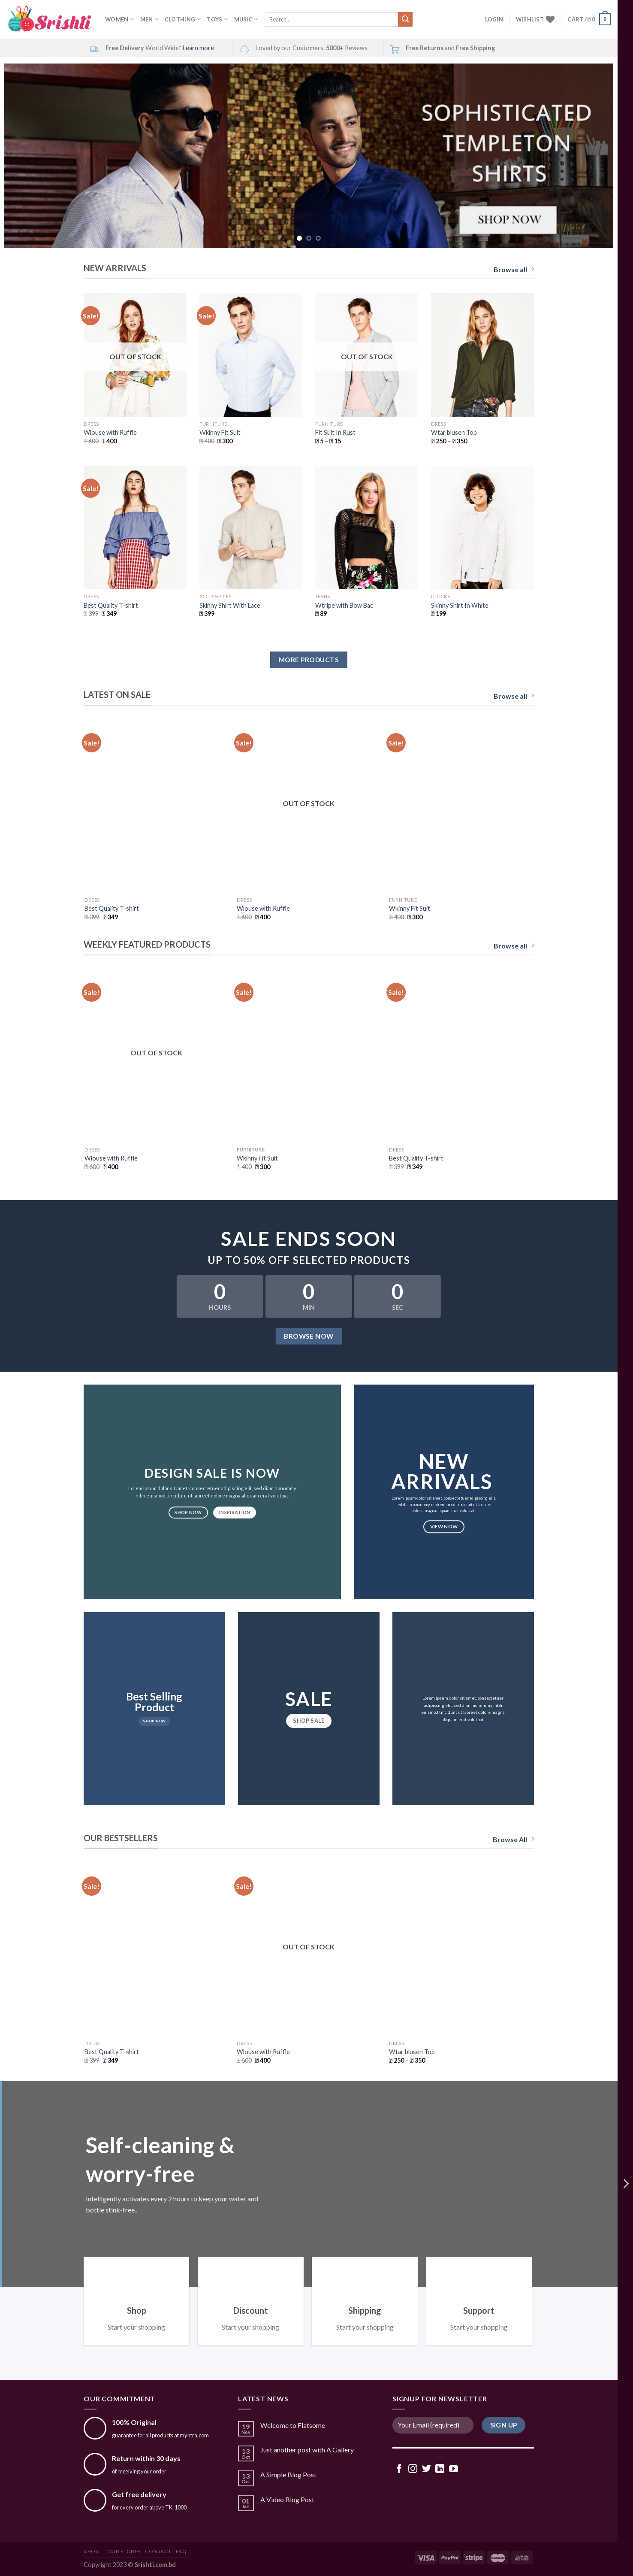 Srishti
WOMEN
MEN
CLOTHING
TOYS
MUSIC
Search...
LOGIN
WISHLIST
CART / 0
0
Free Delivery World Wide* Learn more
Loved by our Customers. 5000+ Reviews
Free Returns and Free Shipping
SOPHISTICATED
TEMPLETON
SHIRTS
SHOP NOW
NEW ARRIVALS
Browse all
Sale!
OUT OF STOCK
DRESS
Wlouse with Ruffle
600 400
Sale!
FURNITURE
Wkinny Fit Suit
400 300
OUT OF STOCK
FURNITURE
Fit Suit In Rust
5 - 15
DRESS
Wtar blusen Top
250 - 350
Sale!
DRESS
Best Quality T-shirt
399 349
ACCESSORIES
Skinny Shirt With Lace
399
JEANS
Wtripe with Bow Bac
89
CLOCKS
Skinny Shirt In White
199
MORE PRODUCTS
LATEST ON SALE
Browse all
Sale!
DRESS
Best Quality T-shirt
399 349
Sale!
OUT OF STOCK
DRESS
Wlouse with Ruffle
600 400
Sale!
FURNITURE
Wkinny Fit Suit
400 300
WEEKLY FEATURED PRODUCTS
Browse all
Sale!
OUT OF STOCK
DRESS
Wlouse with Ruffle
600 400
Sale!
FURNITURE
Wkinny Fit Suit
400 300
Sale!
DRESS
Best Quality T-shirt
399 349
SALE ENDS SOON
UP TO 50% OFF SELECTED PRODUCTS
0
HOURS
0
MIN
0
SEC
BROWSE NOW
DESIGN SALE IS NOW
Lorem ipsum dolor sit amet, consectetuer adipiscing elit, sed diam nonummy
nibh euismod tincidunt ut laoreet dolore magna aliquam erat volutpat.
SHOP NOW
INSPIRATION
NEW
ARRIVALS
Lorem ipsum dolor sit amet, consectetuer adipiscing elit,
sed diam nonummy nibh euismod tincidunt ut laoreet
dolore magna aliquam erat volutpat.
VIEW NOW
Best Selling
Product
SHOP NOW
SALE
SHOP SALE
Lorem ipsum dolor sit amet, consectetuer
adipiscing elit, sed diam nonummy nibh
euismod tincidunt ut laoreet dolore magna
aliquam erat volutpat.
OUR BESTSELLERS
Browse All
Sale!
DRESS
Best Quality T-shirt
399 349
Sale!
OUT OF STOCK
DRESS
Wlouse with Ruffle
600 400
DRESS
Wtar blusen Top
250 - 350
Self-cleaning &
worry-free
Intelligently activates every 2 hours to keep your water and
bottle stink-free..
Shop
Start your shopping
Discount
Start your shopping
Shipping
Start your shopping
Support
Start your shopping
OUR COMMITMENT
100% Original
guarantee for all products at myntra.com
Return within 30 days
of receiving your order
Get free delivery
for every order above TK. 1000
LATEST NEWS
19
Nov
Welcome to Flatsome
13
Oct
Just another post with A Gallery
13
Oct
A Simple Blog Post
01
Jan
A Video Blog Post
SIGNUP FOR NEWSLETTER
Your Email (required)
SIGN UP
ABOUT
OUR STORES
CONTACT
FAQ
Copyright 2023 © Srishti.com.bd
VISA
PayPal
stripe
MasterCard
CASH ON
DELIVERY